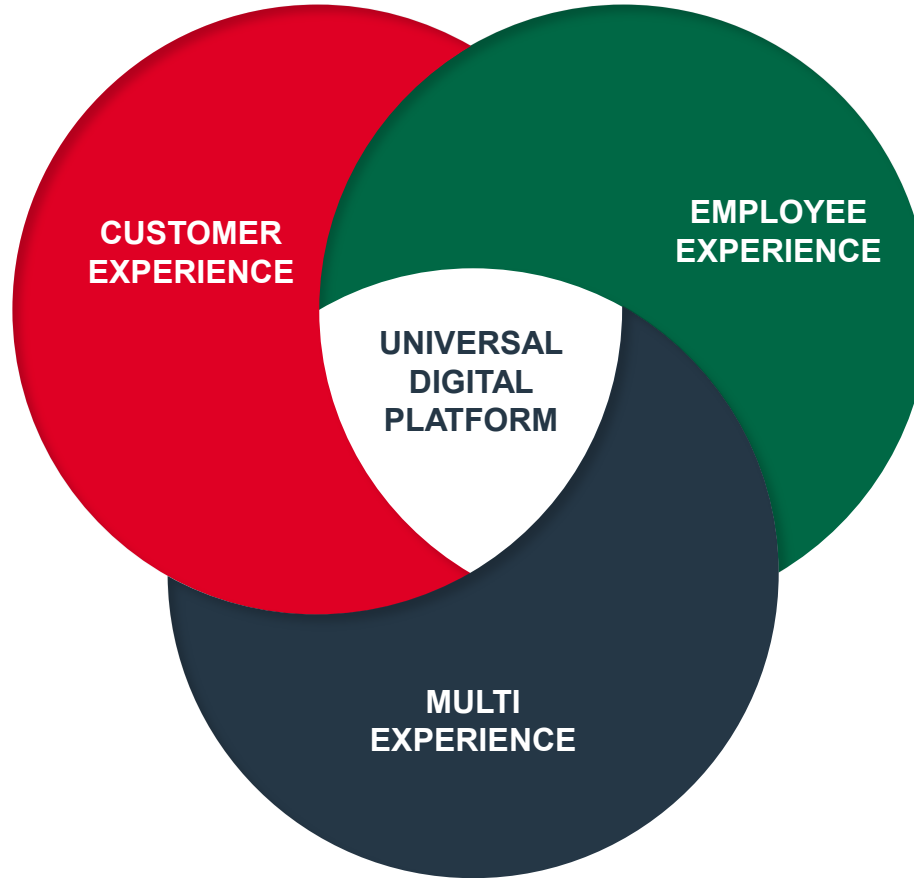 CUSTOMER
EXPERIENCE
EMPLOYEE
EXPERIENCE
UNIVERSAL
DIGITAL
PLATFORM
MULTI
EXPERIENCE